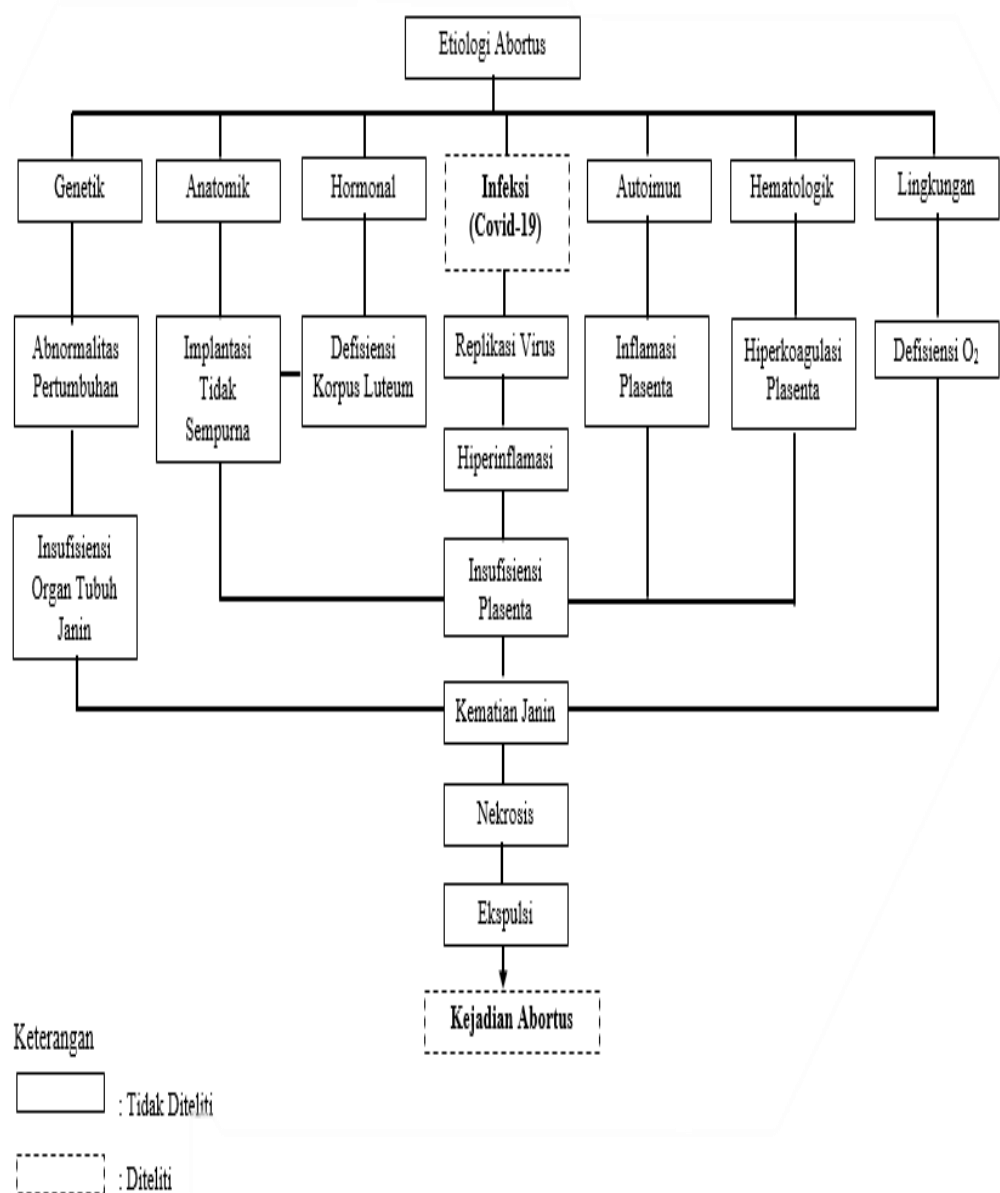 Etiologi Abortus
Genetik
Anatomik
Hormonal
Infeksi
(Covid-19)
Autoimun
Hematologik
Lingkungan
Abnormalitas
Pertumbuhan
Implantasi
Tidak
Sempurna
Defisiensi
Korpus Luteum
Replikasi Virus
Inflamasi
Plasenta
Hiperkoagulasi
Plasenta
Defisiensi O₂
Hiperinflamasi
Insufisiensi
Organ Tubuh
Janin
Insufisiensi
Plasenta
Kematian Janin
Nekrosis
Ekspulsi
Kejadian Abortus
Keterangan
: Tidak Diteliti
: Diteliti